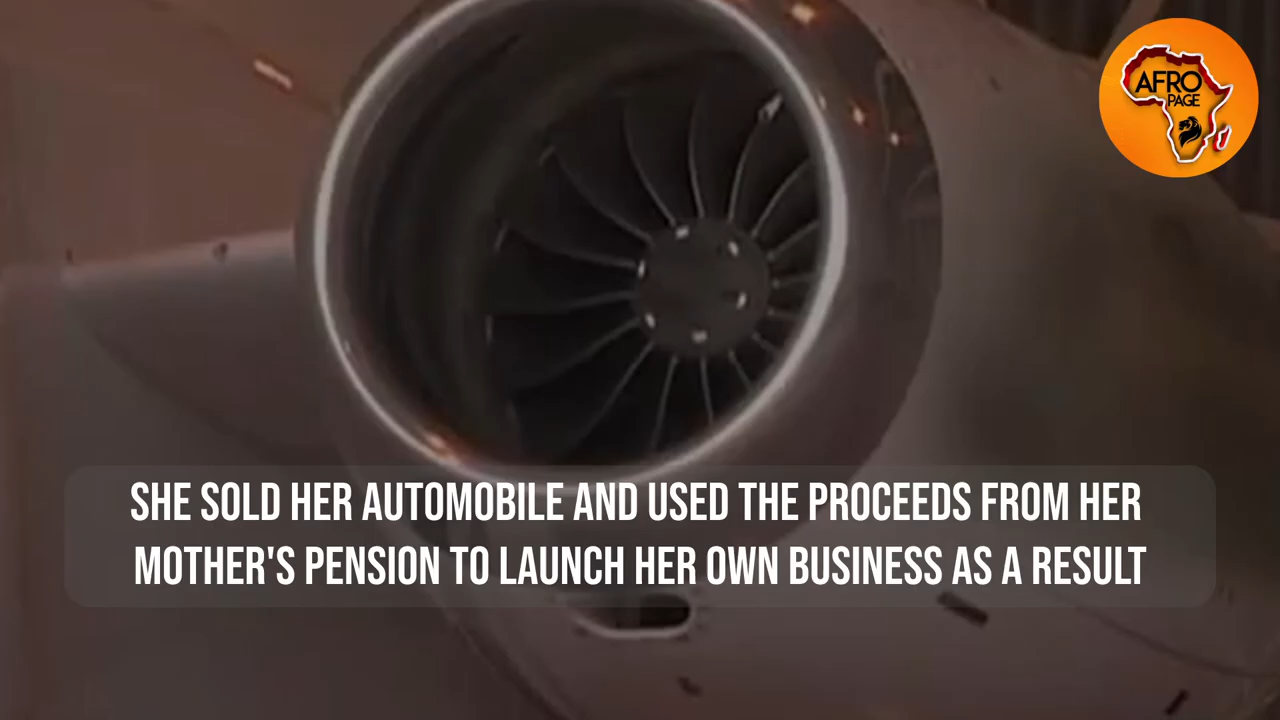 AFRO
PAGE
SHE SOLD HER AUTOMOBILE AND USED THE PROCEEDS FROM HER
MOTHER'S PENSION TO LAUNCH HER OWN BUSINESS AS A RESULT